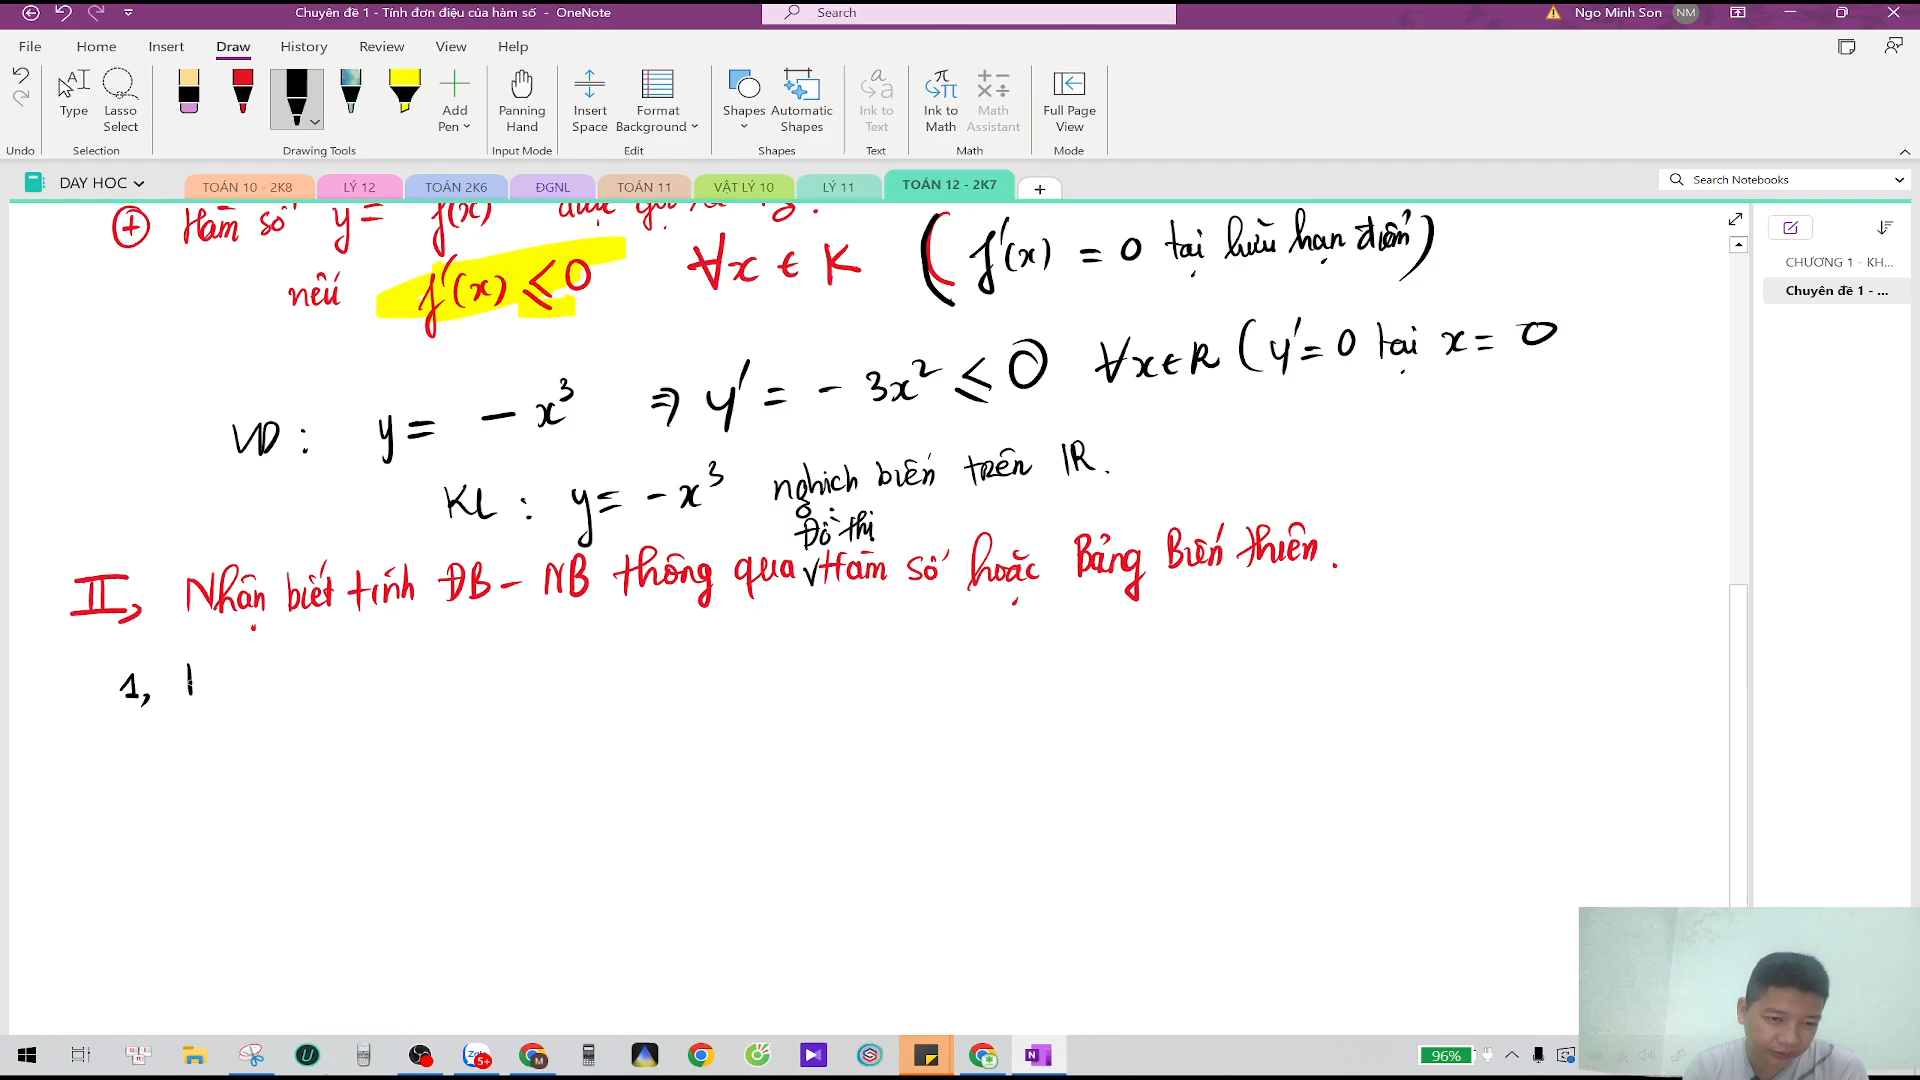 Chuyên đề 1 - Tính đơn điệu của hàm số - OneNote
Search
Ngo Minh Son
NM
File Home Insert Draw History Review View Help
Type
Lasso Select
Add Pen
Panning Hand
Insert Space
Format Background
Shapes
Automatic Shapes
Ink to Text
Ink to Math
Math Assistant
Full Page View
Undo Selection Drawing Tools Input Mode Edit Shapes Text Math Mode
DAY HOC
TOÁN 10 - 2K8 LÝ 12 TOÁN 2K6 ĐGNL TOÁN 11 VẬT LÝ 10 LÝ 11 TOÁN 12 - 2K7
Search Notebooks
CHƯƠNG 1 - KH...
Chuyên đề 1 - ...
⊕ Hàm số y = f(x)
nếu f'(x) ≤ 0 ∀x ∈ K (f'(x) = 0 tại hữu hạn điểm)
VD : y = - x³ ⇒ y' = - 3x² ≤ 0 ∀x ∈ R (y' = 0 tại x = 0
KL : y = - x³ nghịch biến trên R.
Đồ thị
II, Nhận biết tính ĐB - NB thông qua √ Hàm số hoặc Bảng Biến thiên.
1,
Zalo
5+
M
N
96%